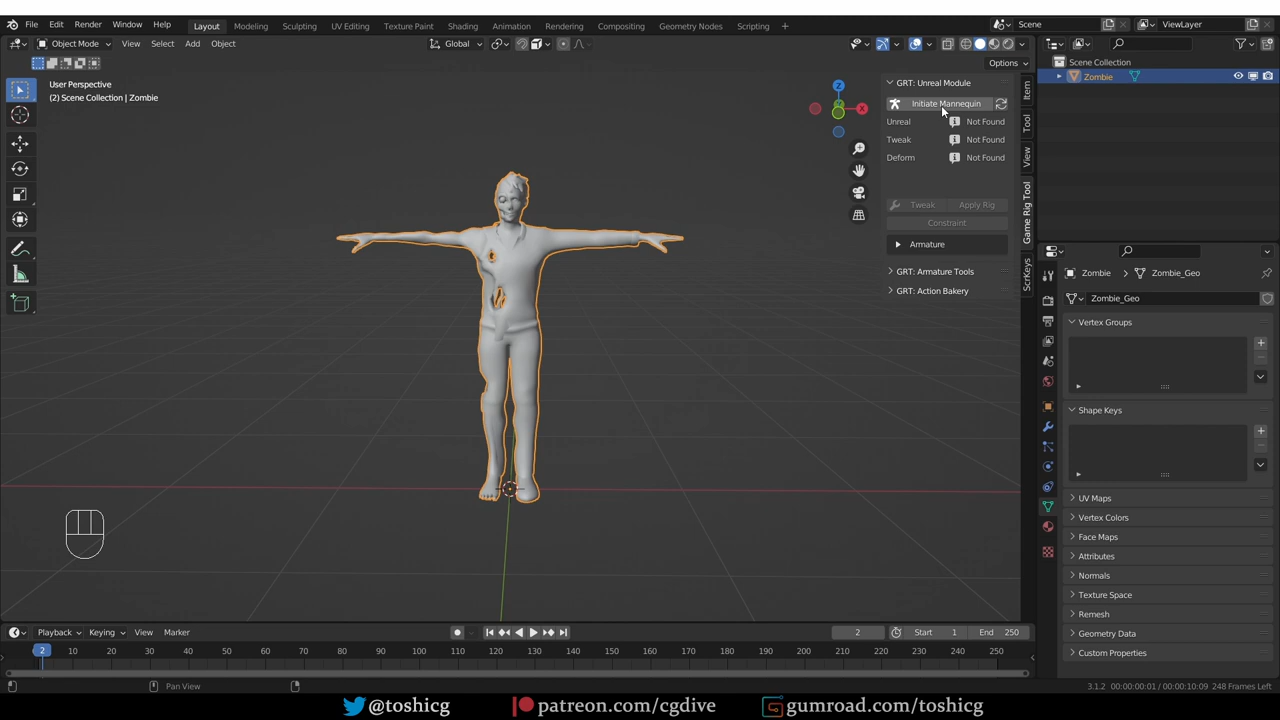 File Edit Render Window Help Layout Modeling Sculpting UV Editing Texture Paint Shading Animation Rendering Compositing Geometry Nodes Scripting + Scene ViewLayer
Object Mode View Select Add Object Global
Options
User Perspective
(2) Scene Collection | Zombie
Z
X
GRT: Unreal Module
Initiate Mannequin
Unreal Not Found
Tweak Not Found
Deform Not Found
Tweak Apply Rig
Constraint
Armature
GRT: Armature Tools
GRT: Action Bakery
Item
Tool
View
Game Rig Tool
ScrKeys
Scene Collection
Zombie
Zombie Zombie_Geo
Zombie_Geo
Vertex Groups
Shape Keys
UV Maps
Vertex Colors
Face Maps
Attributes
Normals
Texture Space
Remesh
Geometry Data
Custom Properties
Playback Keying View Marker 2 Start 1 End 250
2 10 20 30 40 50 60 70 80 90 100 110 120 130 140 150 160 170 180 190 200 210 220 230 240 250
Pan View 3.1.2 00:00:00:01 / 00:00:10:09 248 Frames Left
@toshicg patreon.com/cgdive gumroad.com/toshicg